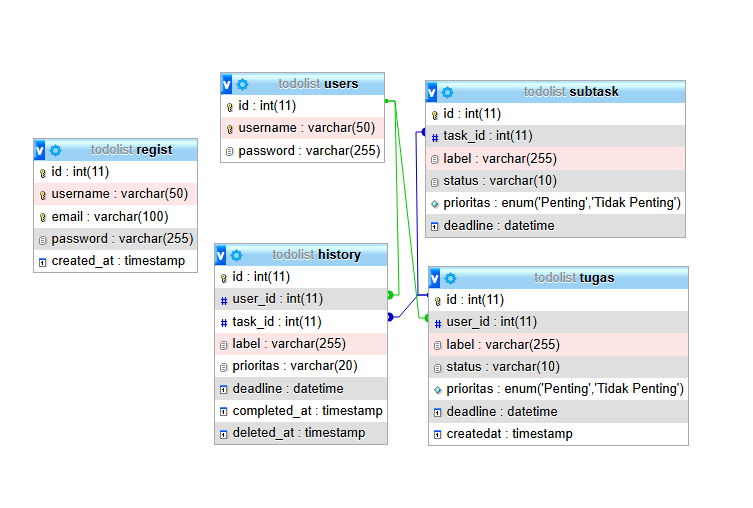 todolist users
id : int(11)
username : varchar(50)
password : varchar(255)
todolist subtask
id : int(11)
task_id : int(11)
label : varchar(255)
status : varchar(10)
prioritas : enum('Penting','Tidak Penting')
deadline : datetime
todolist regist
id : int(11)
username : varchar(50)
email : varchar(100)
password : varchar(255)
created_at : timestamp
todolist history
id : int(11)
user_id : int(11)
task_id : int(11)
label : varchar(255)
prioritas : varchar(20)
deadline : datetime
completed_at : timestamp
deleted_at : timestamp
todolist tugas
id : int(11)
user_id : int(11)
label : varchar(255)
status : varchar(10)
prioritas : enum('Penting','Tidak Penting')
deadline : datetime
createdat : timestamp